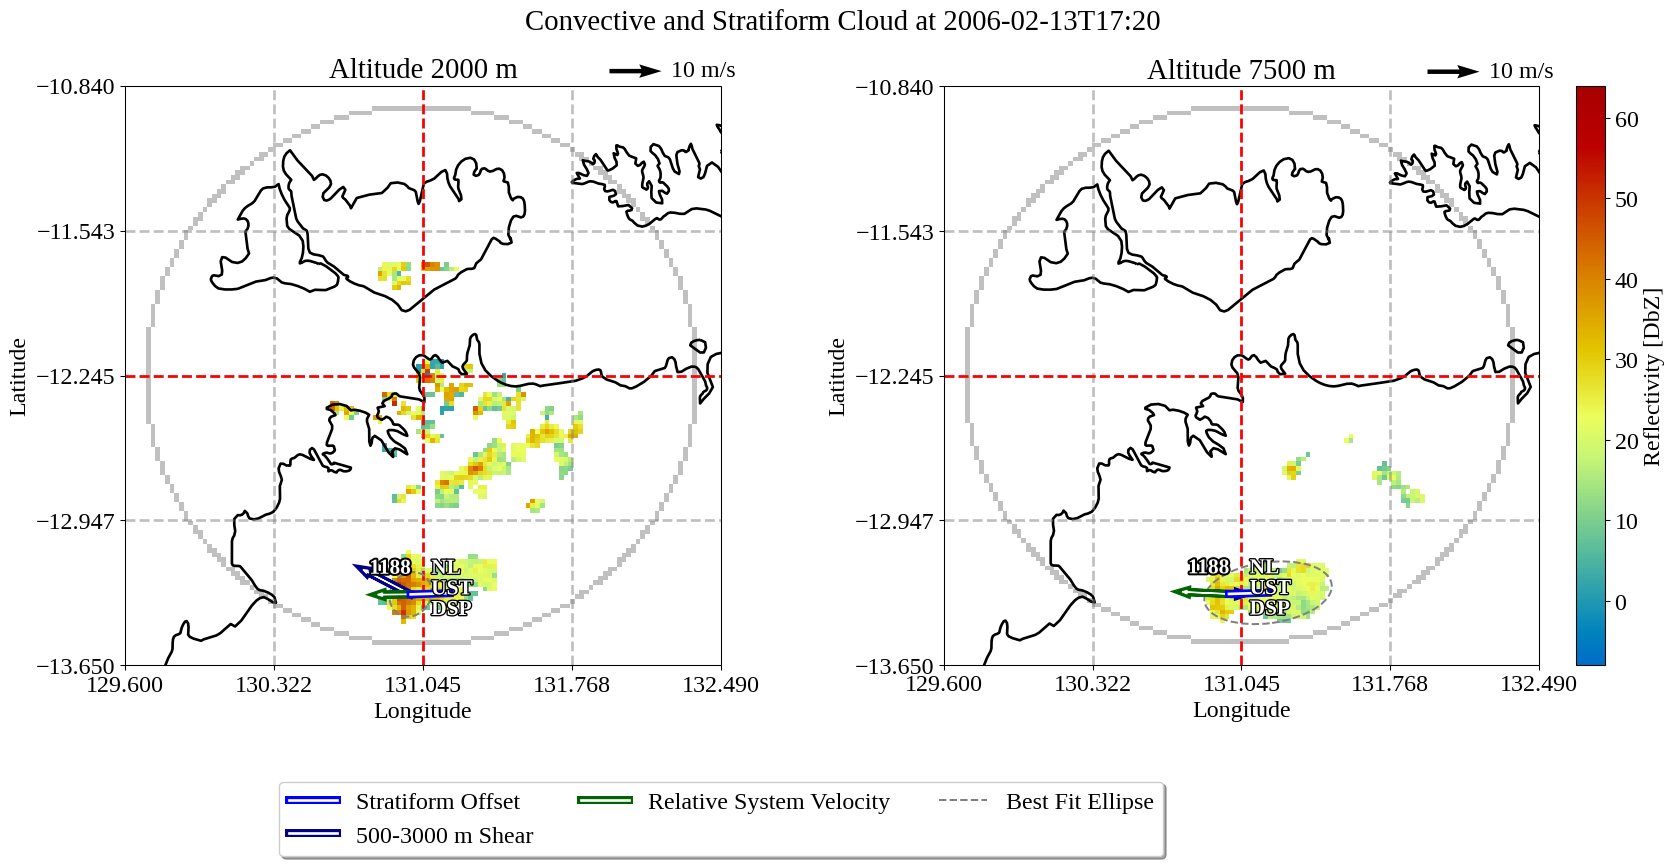 Convective and Stratiform Cloud at 2006-02-13T17:20
Altitude 2000 m
10 m/s
−10.840
−11.543
−12.245
−12.947
−13.650
Latitude
129.600
130.322
131.045
131.768
132.490
Longitude
1188
NL
UST
DSP
Altitude 7500 m
10 m/s
−10.840
−11.543
−12.245
−12.947
−13.650
Latitude
129.600
130.322
131.045
131.768
132.490
Longitude
1188
NL
UST
DSP
60
50
40
30
20
10
0
Reflectivity [DbZ]
Stratiform Offset
Relative System Velocity
Best Fit Ellipse
500-3000 m Shear